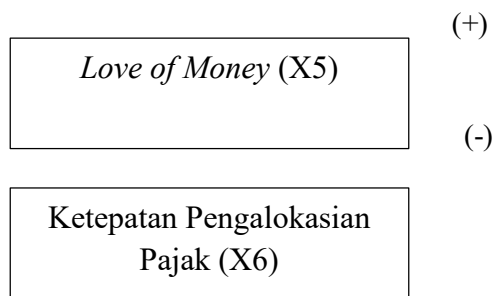 (+)
Love of Money (X5)
(-)
Ketepatan Pengalokasian
Pajak (X6)